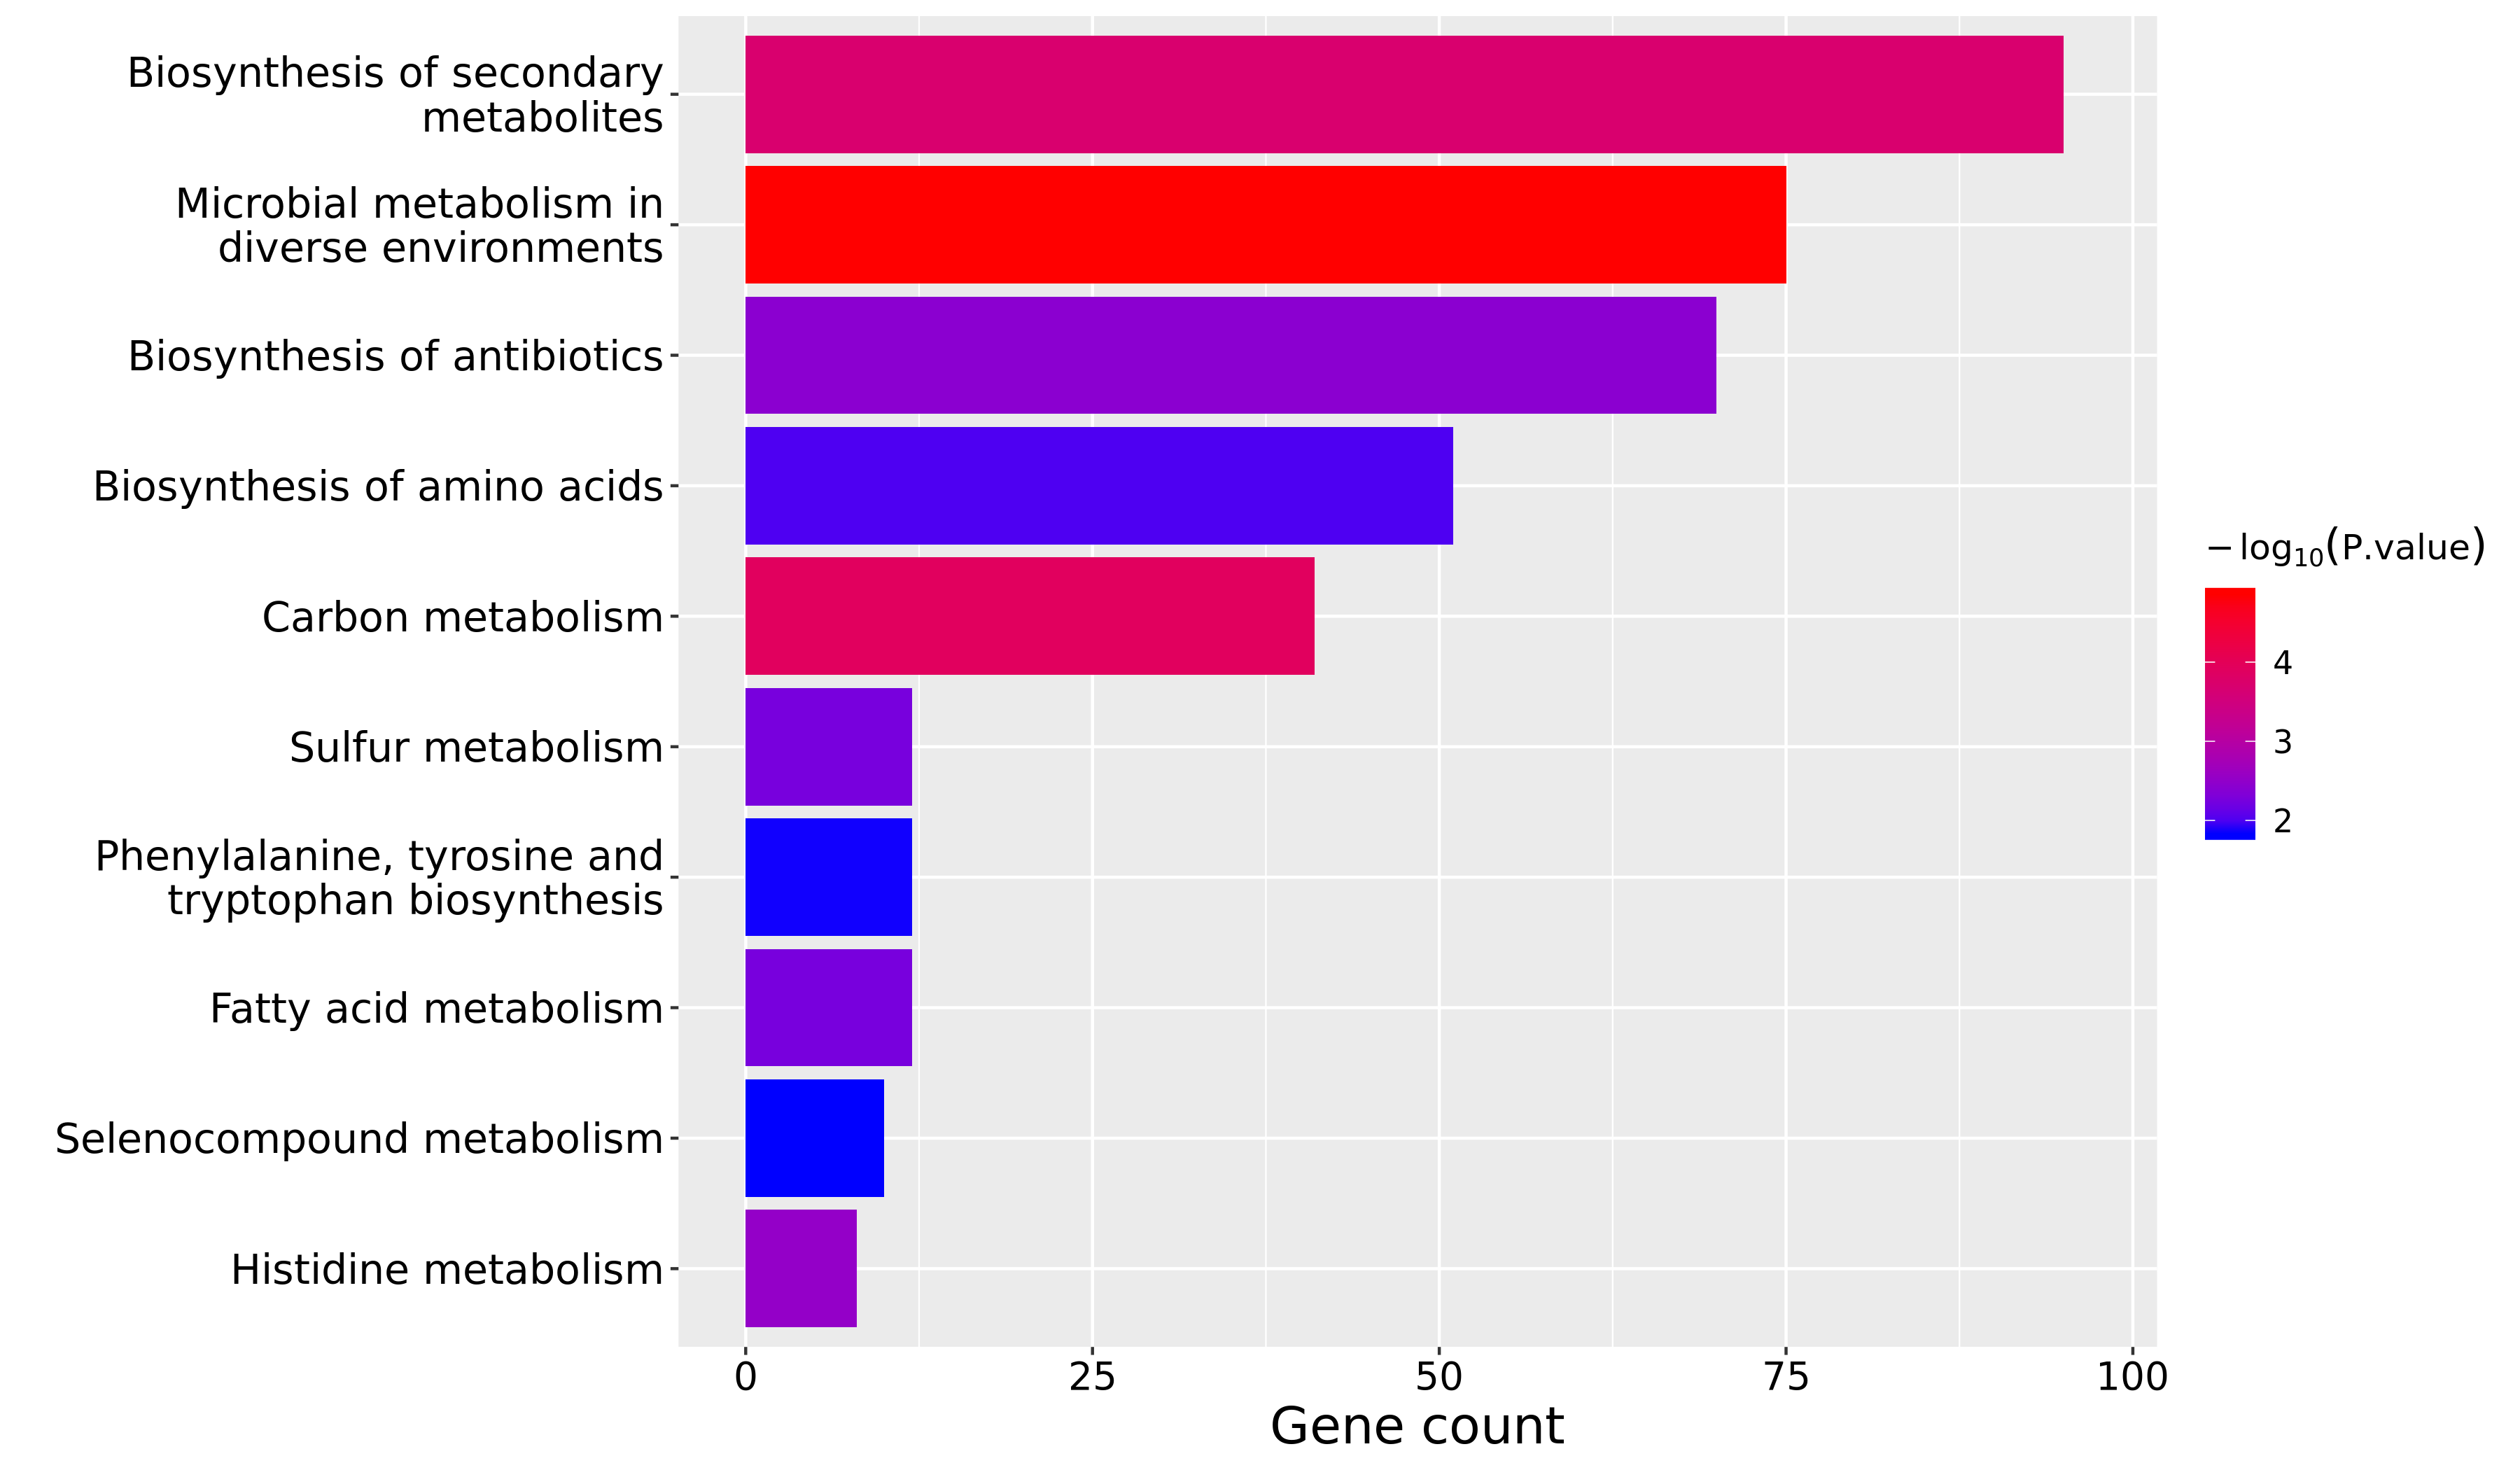 Biosynthesis of secondary
metabolites
Microbial metabolism in
diverse environments
Biosynthesis of antibiotics
Biosynthesis of amino acids
Carbon metabolism
Sulfur metabolism
Phenylalanine, tyrosine and
tryptophan biosynthesis
Fatty acid metabolism
Selenocompound metabolism
Histidine metabolism
0 25 50 75 100
Gene count
− log₁₀(P.value)
4
3
2